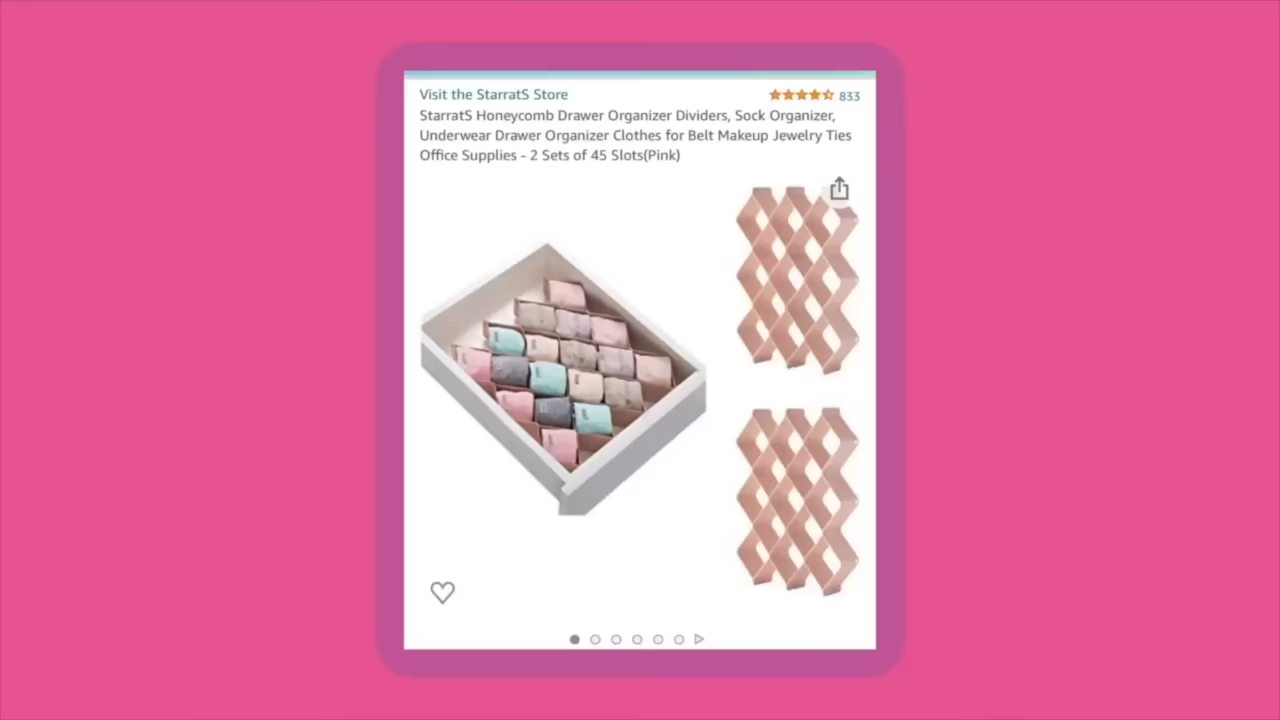 Visit the StarratS Store
833
StarratS Honeycomb Drawer Organizer Dividers, Sock Organizer,
Underwear Drawer Organizer Clothes for Belt Makeup Jewelry Ties
Office Supplies - 2 Sets of 45 Slots(Pink)